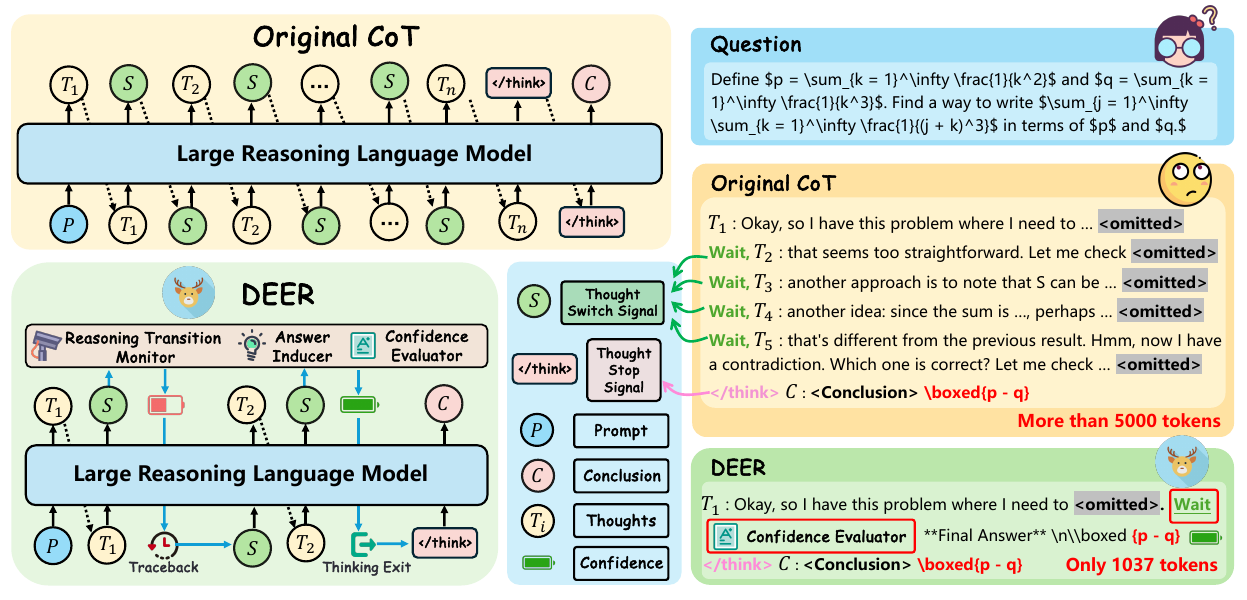 Original CoT
T₁ S T₂ S ... S Tₙ </think> C
Large Reasoning Language Model
P T₁ S T₂ S ... S Tₙ </think>
DEER
Reasoning Transition
Monitor
Answer
Inducer
Confidence
Evaluator
T₁ S T₂ S C
Large Reasoning Language Model
P T₁ S T₂ </think>
Traceback
Thinking Exit
S
Thought
Switch Signal
</think>
Thought
Stop
Signal
P
Prompt
C
Conclusion
Tᵢ
Thoughts
Confidence
?
Question
Define $p = \sum_{k = 1}^\infty \frac{1}{k^2}$ and $q = \sum_{k =
1}^\infty \frac{1}{k^3}$. Find a way to write $\sum_{j = 1}^\infty
\sum_{k = 1}^\infty \frac{1}{(j + k)^3}$ in terms of $p$ and $q.$
Original CoT
T₁ : Okay, so I have this problem where I need to ... <omitted>
Wait, T₂ : that seems too straightforward. Let me check <omitted>
Wait, T₃ : another approach is to note that S can be ... <omitted>
Wait, T₄ : another idea: since the sum is ..., perhaps ... <omitted>
Wait, T₅ : that's different from the previous result. Hmm, now I have
a contradiction. Which one is correct? Let me check ... <omitted>
</think> C : <Conclusion> \boxed{p - q}
More than 5000 tokens
DEER
T₁ : Okay, so I have this problem where I need to <omitted>. Wait
A Confidence Evaluator **Final Answer** \n\\boxed {p - q}
</think> C : <Conclusion> \boxed{p - q} Only 1037 tokens